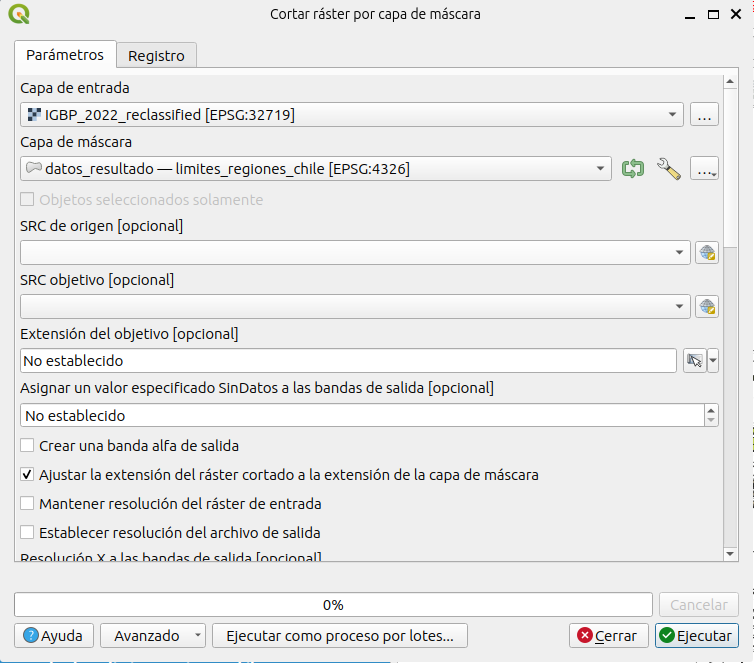 Cortar ráster por capa de máscara
Parámetros
Registro
Capa de entrada
IGBP_2022_reclassified [EPSG:32719]
...
Capa de máscara
datos_resultado — limites_regiones_chile [EPSG:4326]
...
Objetos seleccionados solamente
SRC de origen [opcional]
SRC objetivo [opcional]
Extensión del objetivo [opcional]
No establecido
Asignar un valor especificado SinDatos a las bandas de salida [opcional]
No establecido
Crear una banda alfa de salida
Ajustar la extensión del ráster cortado a la extensión de la capa de máscara
Mantener resolución del ráster de entrada
Establecer resolución del archivo de salida
Resolución X a las bandas de salida [opcional]
0%
Cancelar
Ayuda
Avanzado
Ejecutar como proceso por lotes...
Cerrar
Ejecutar